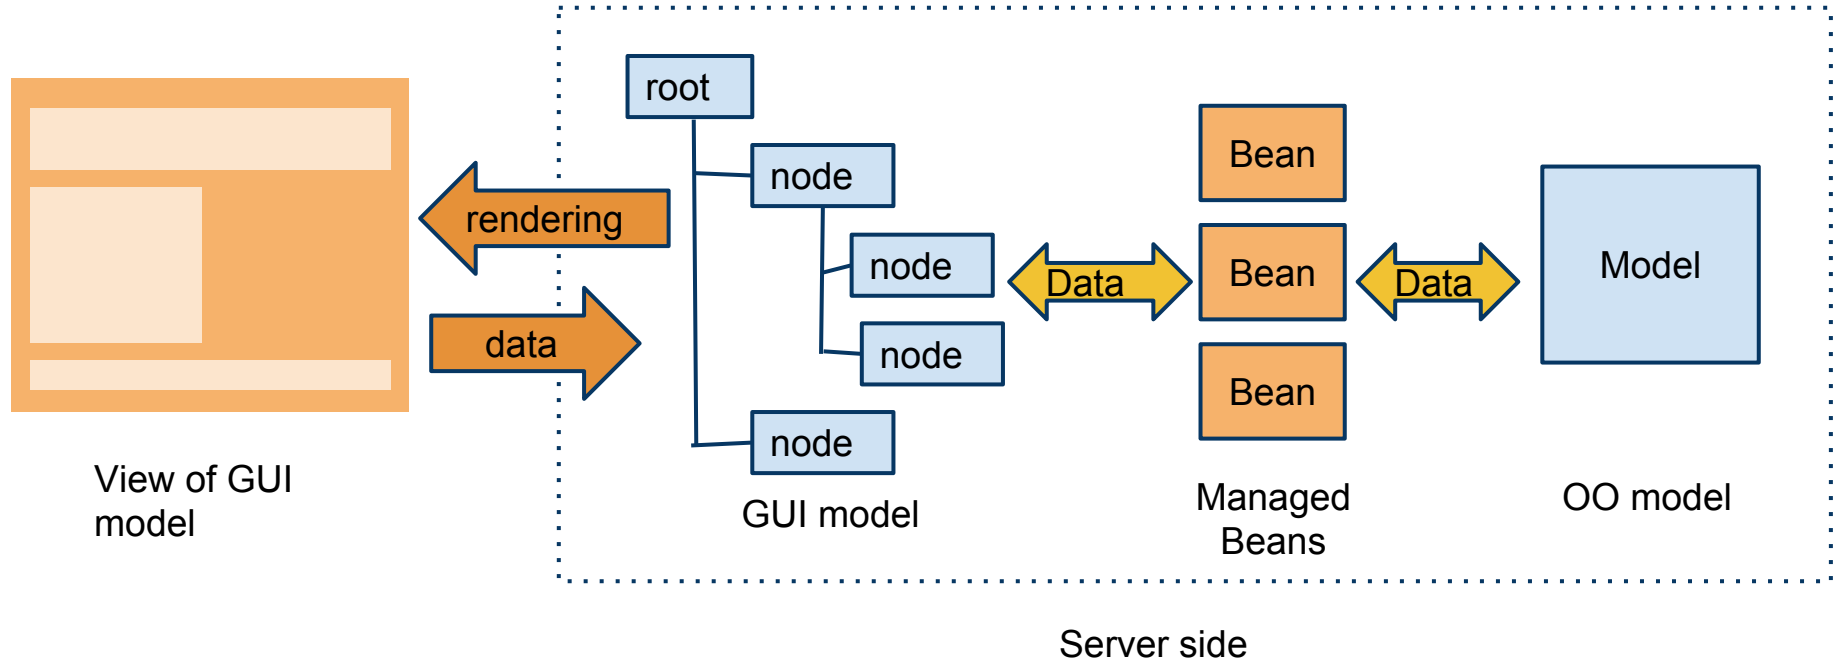 root
node
node
node
node
rendering
data
Data
Data
Bean
Bean
Bean
Model
View of GUI
model
GUI model
Managed
Beans
OO model
Server side